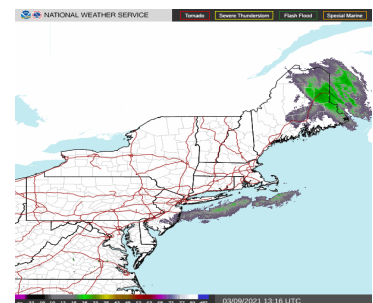 NATIONAL WEATHER SERVICE
Tornado
Severe Thunderstorm
Flash Flood
Special Marine
03/09/2021 13:16 UTC